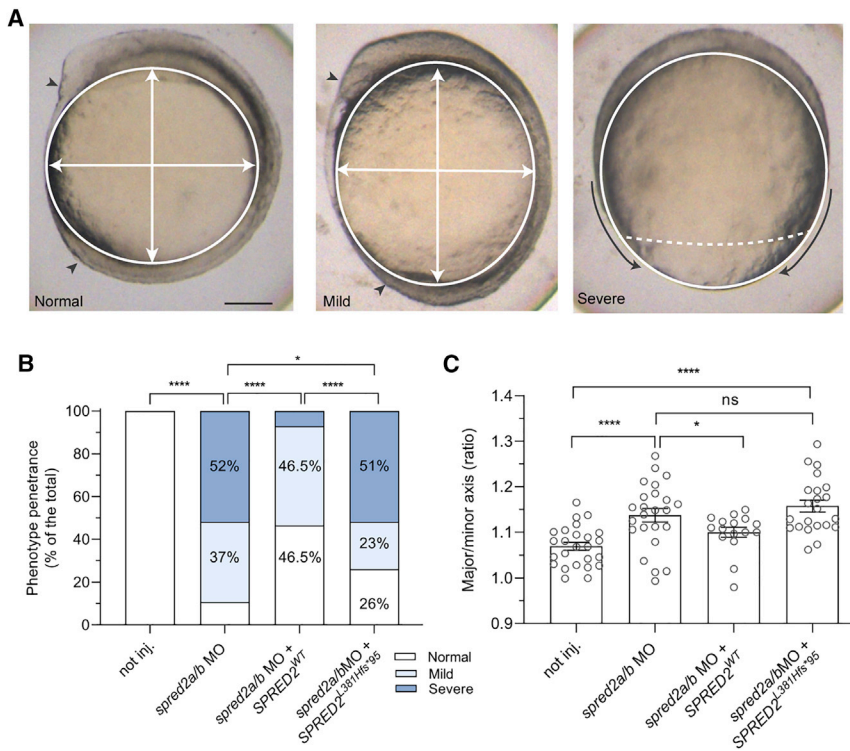 A
Normal
Mild
Severe
B
*
**** **** ****
Phenotype penetrance
(% of the total)
100
80
60
40
20
0
52%
37%
46.5%
46.5%
51%
23%
26%
not inj.
spred2a/b MO
spred2a/b MO +
SPRED2WT
spred2a/bMO +
SPRED2L381Hfs*95
Normal
Mild
Severe
C
****
ns
**** *
Major/minor axis (ratio)
1.4
1.3
1.2
1.1
1.0
0.9
not inj.
spred2a/b MO
spred2a/b MO +
SPRED2WT
spred2a/bMO +
SPRED2L381Hfs*95